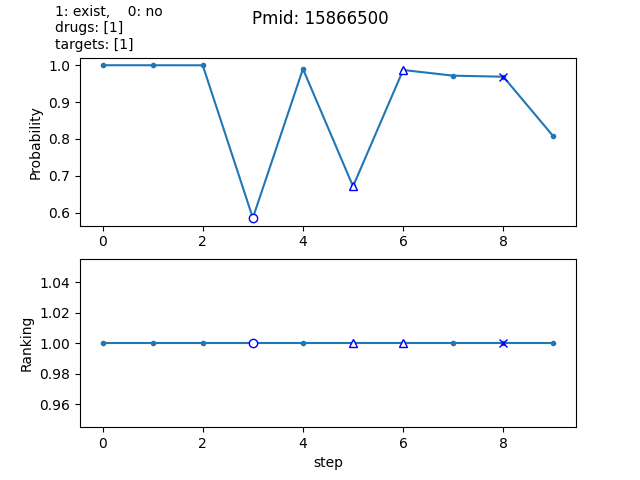 1: exist,    0: no
drugs: [1]
targets: [1]
Pmid: 15866500
1.0
0.9
0.8
0.7
0.6
Probability
0 2 4 6 8
1.04
1.02
1.00
0.98
0.96
Ranking
0 2 4 6 8
step